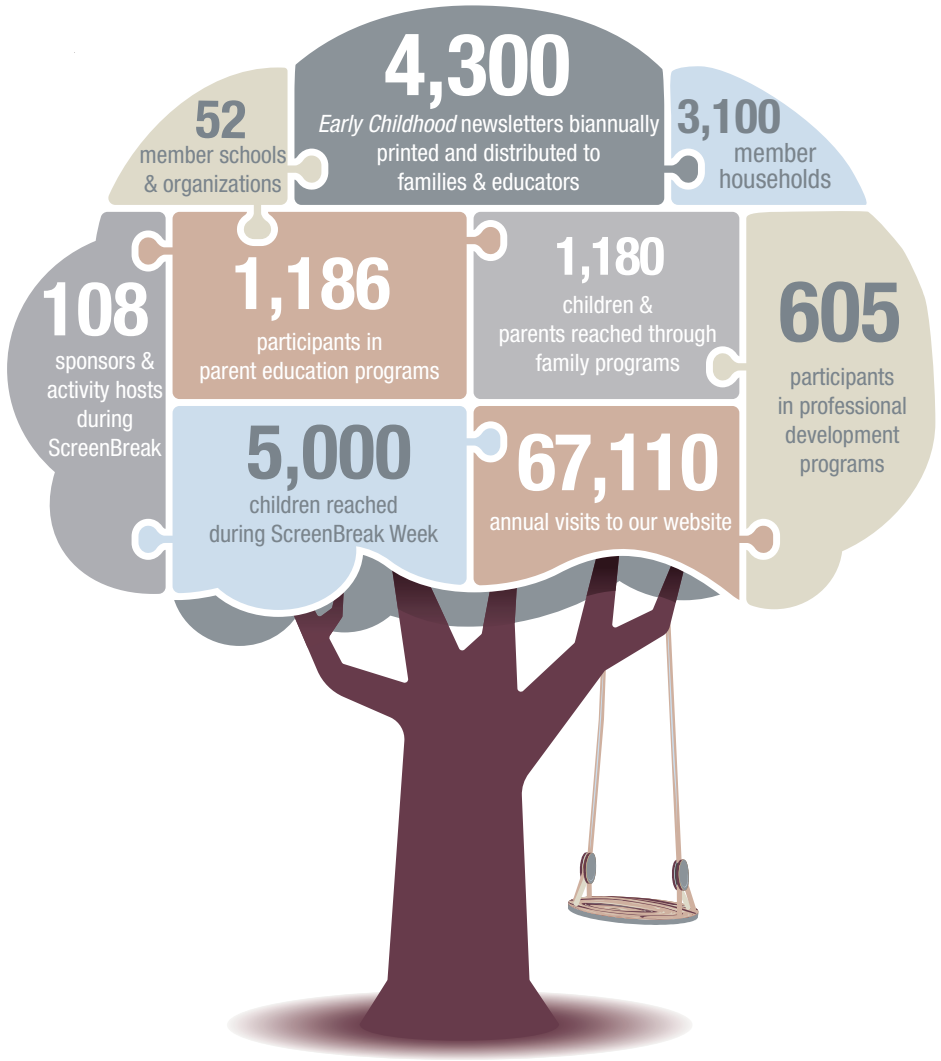 4,300
Early Childhood newsletters biannually
printed and distributed to
families & educators
52
member schools
& organizations
3,100
member
households
108
sponsors &
activity hosts
during
ScreenBreak
1,186
participants in
parent education programs
1,180
children &
parents reached through
family programs
605
participants
in professional
development
programs
5,000
children reached
during ScreenBreak Week
67,110
annual visits to our website